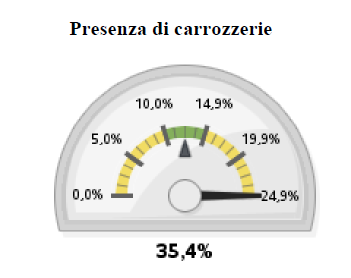 Presenza di carrozzerie
10,0% 14,9%
5,0% 19,9%
0,0% 24,9%
35,4%